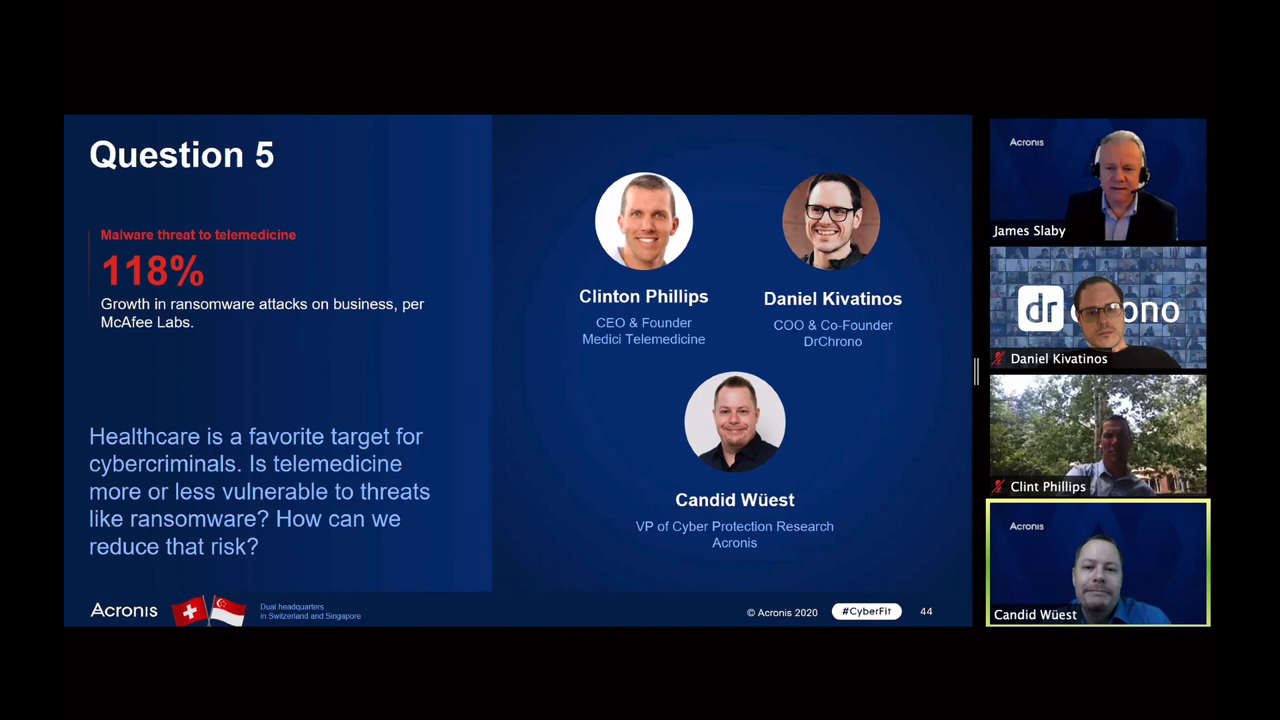 Question 5
Malware threat to telemedicine
118%
Growth in ransomware attacks on business, per
McAfee Labs.
Healthcare is a favorite target for
cybercriminals. Is telemedicine
more or less vulnerable to threats
like ransomware? How can we
reduce that risk?
Clinton Phillips
CEO & Founder
Medici Telemedicine
Daniel Kivatinos
COO & Co-Founder
DrChrono
Candid Wüest
VP of Cyber Protection Research
Acronis
Acronis
Dual headquarters
in Switzerland and Singapore
© Acronis 2020
#CyberFit
44
Acronis
James Slaby
dr
ono
Daniel Kivatinos
Clint Phillips
Acronis
Candid Wüest